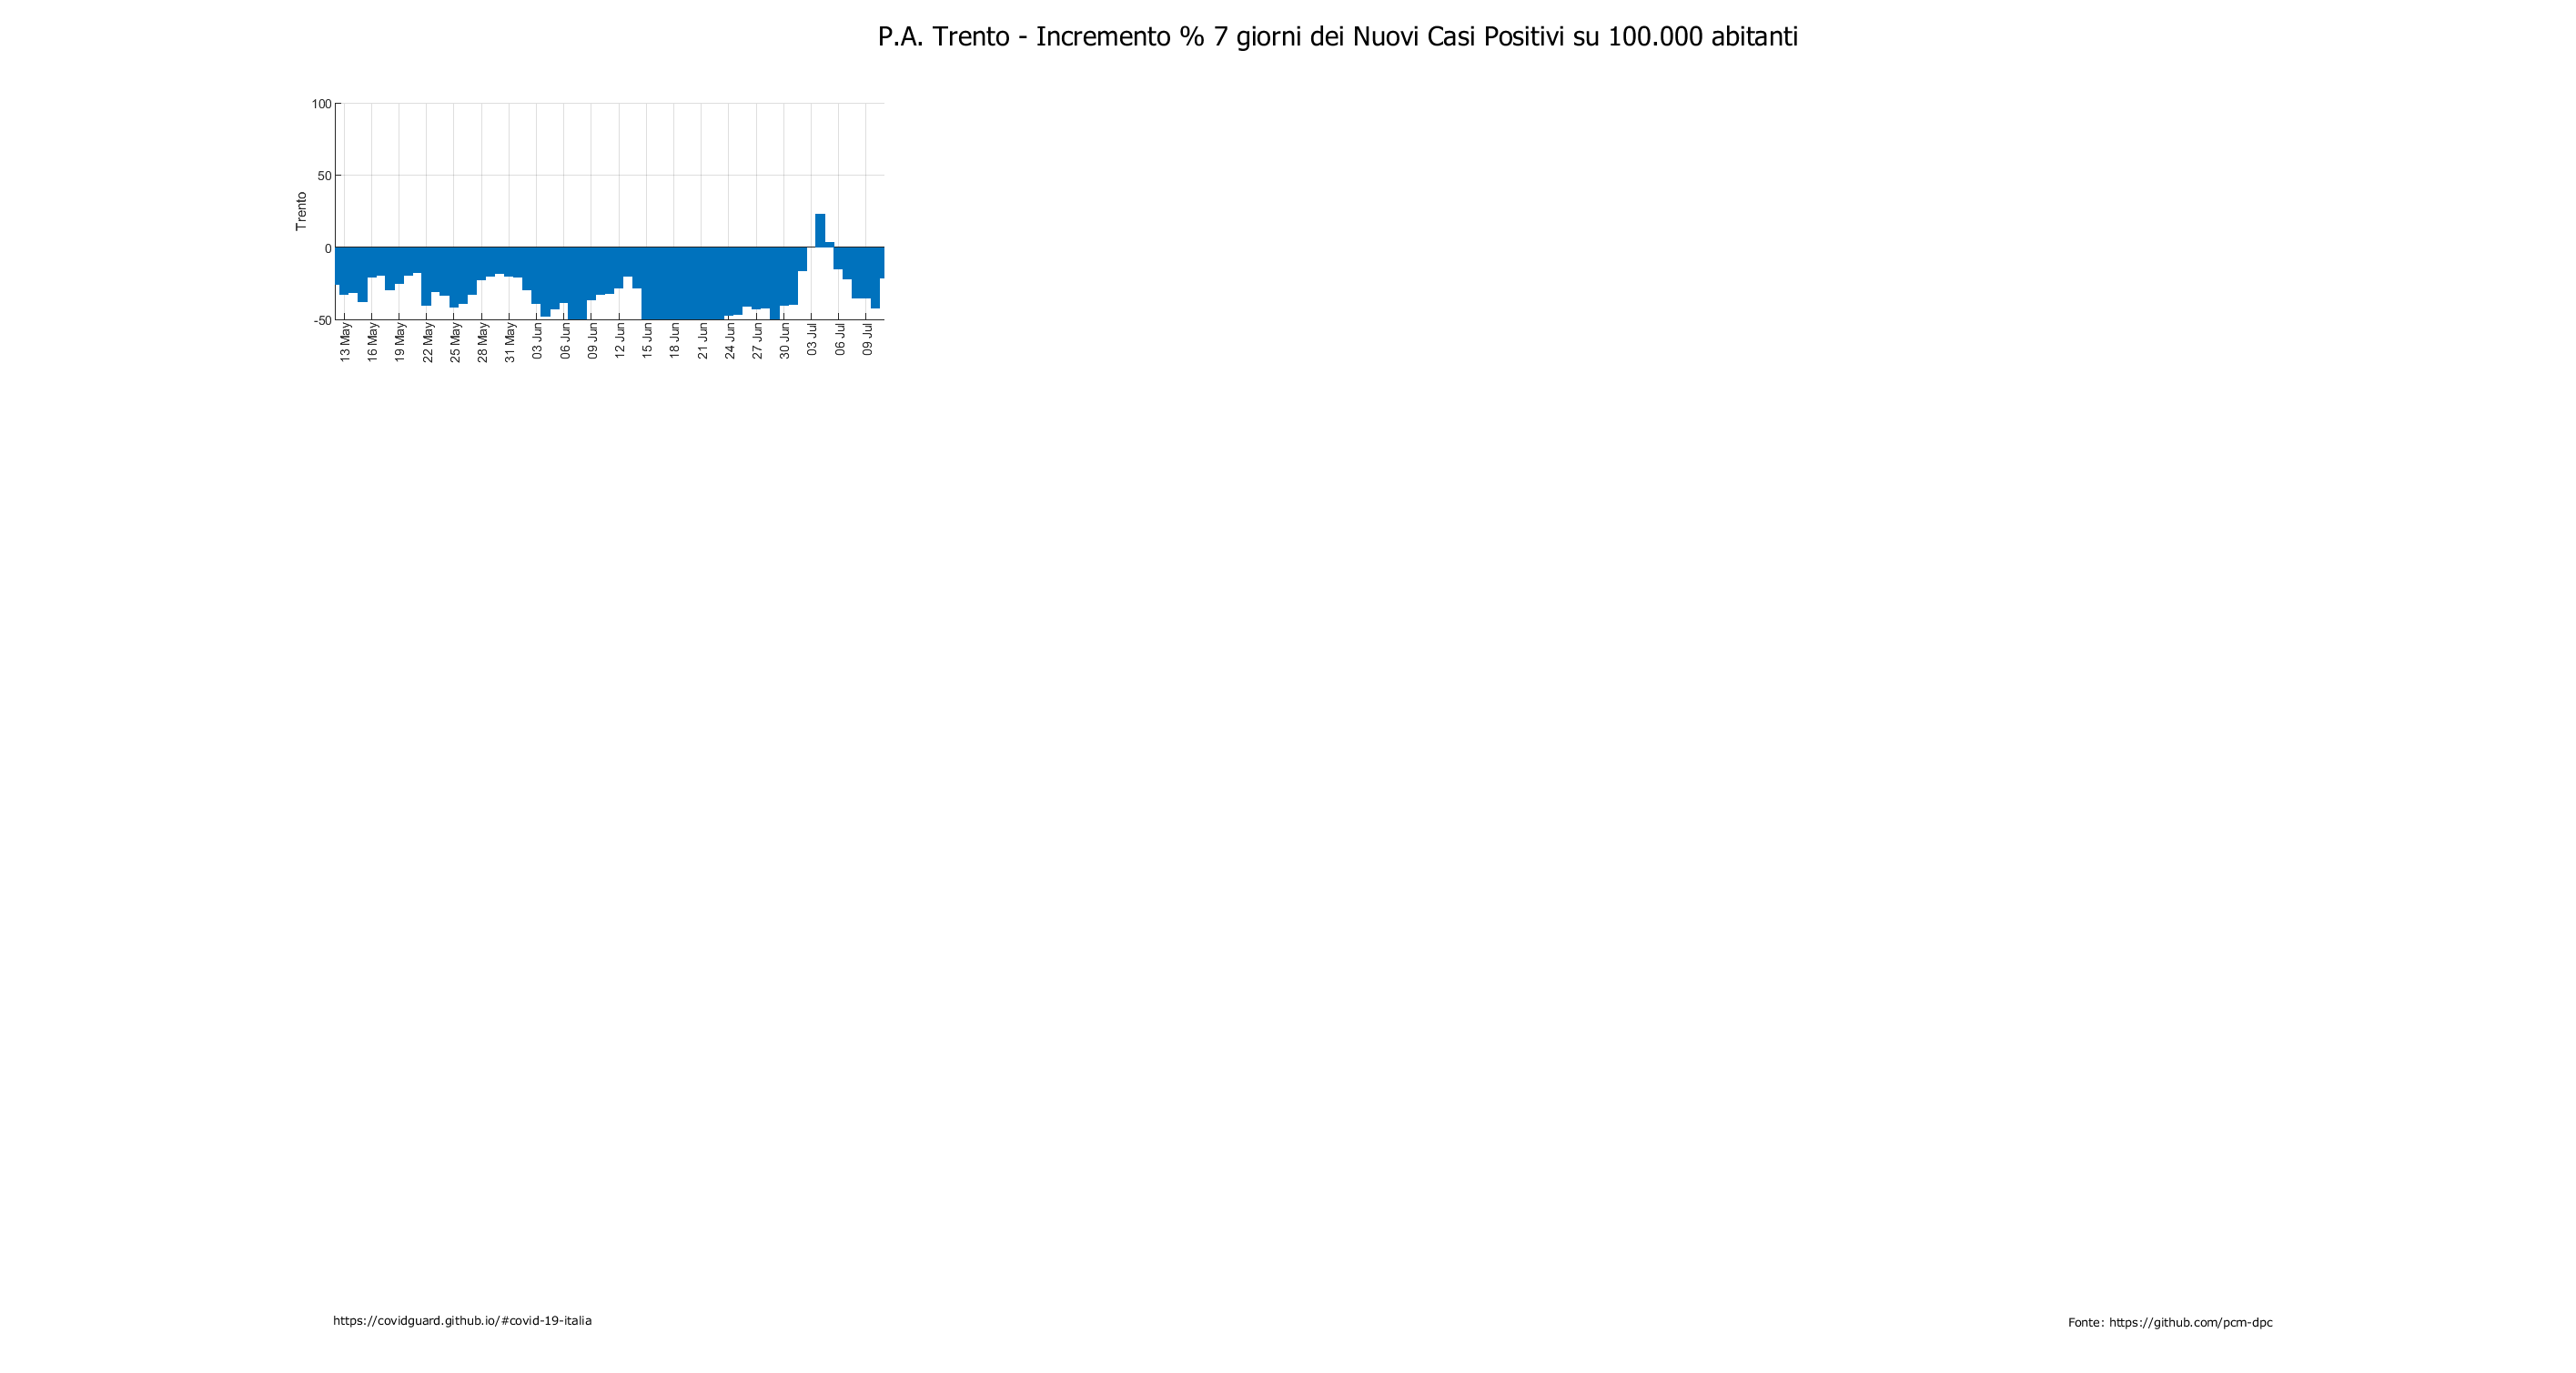 P.A. Trento - Incremento % 7 giorni dei Nuovi Casi Positivi su 100.000 abitanti
100
50
0
-50
Trento
13 May
16 May
19 May
22 May
25 May
28 May
31 May
03 Jun
06 Jun
09 Jun
12 Jun
15 Jun
18 Jun
21 Jun
24 Jun
27 Jun
30 Jun
03 Jul
06 Jul
09 Jul
https://covidguard.github.io/#covid-19-italia
Fonte: https://github.com/pcm-dpc